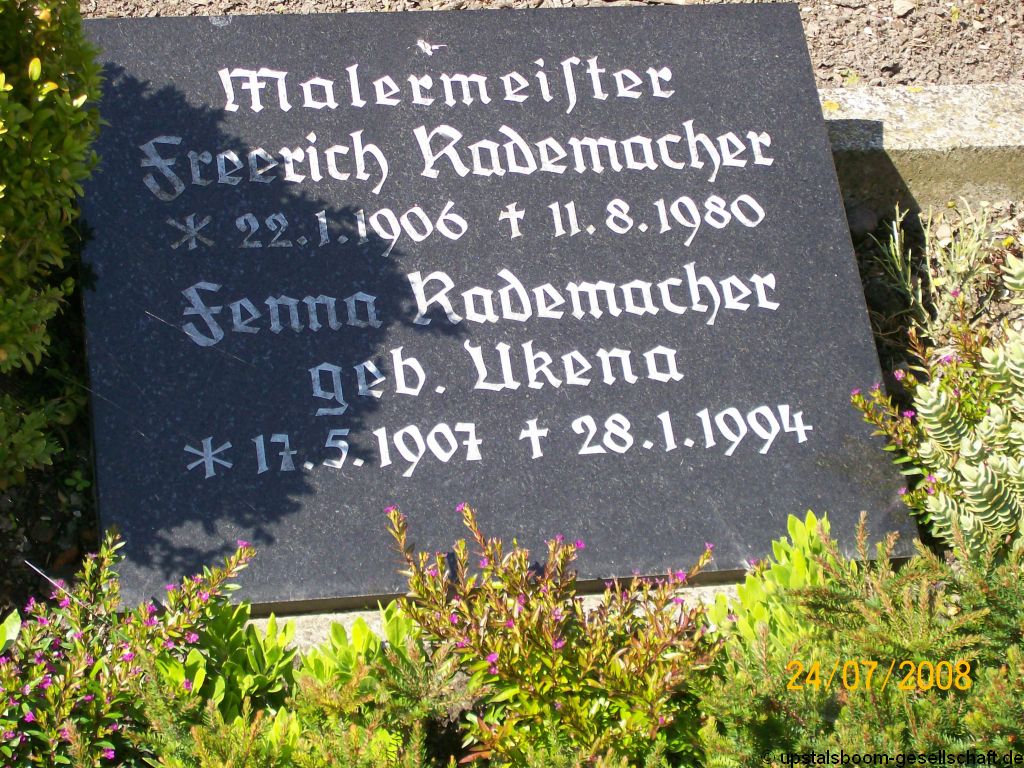 Malermeiſter
Freerich Rademacher
* 22.1.1906 † 11.8.1980
Fenna Rademacher
geb. Ukena
* 17.5.1907 † 28.1.1994
24/07/2008
© upstalsboom-gesellschaft.de